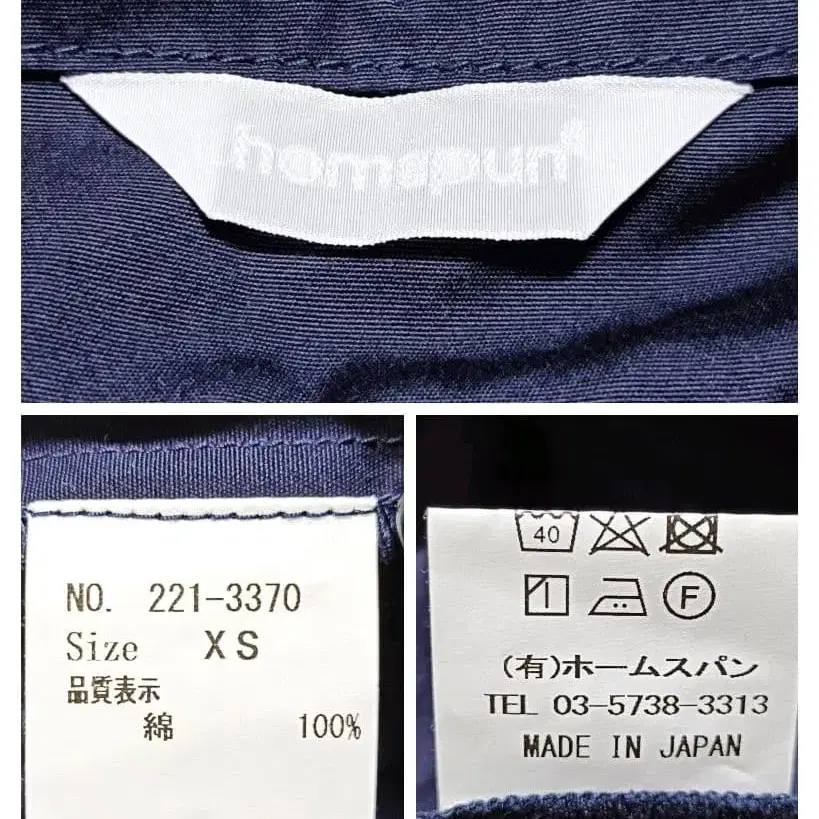 homspun
NO. 221-3370
Size XS
品質表示
綿 100%
40
F
(有)ホームスパン
TEL 03-5738-3313
MADE IN JAPAN